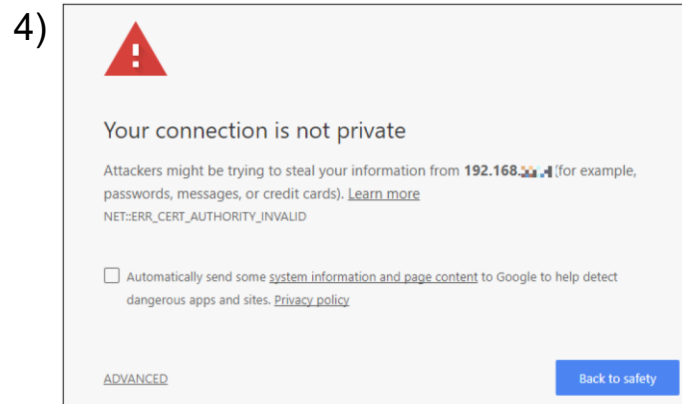 4)
Your connection is not private
Attackers might be trying to steal your information from 192.168. (for example,
passwords, messages, or credit cards). Learn more
NET::ERR_CERT_AUTHORITY_INVALID
Automatically send some system information and page content to Google to help detect
dangerous apps and sites. Privacy policy
ADVANCED
Back to safety